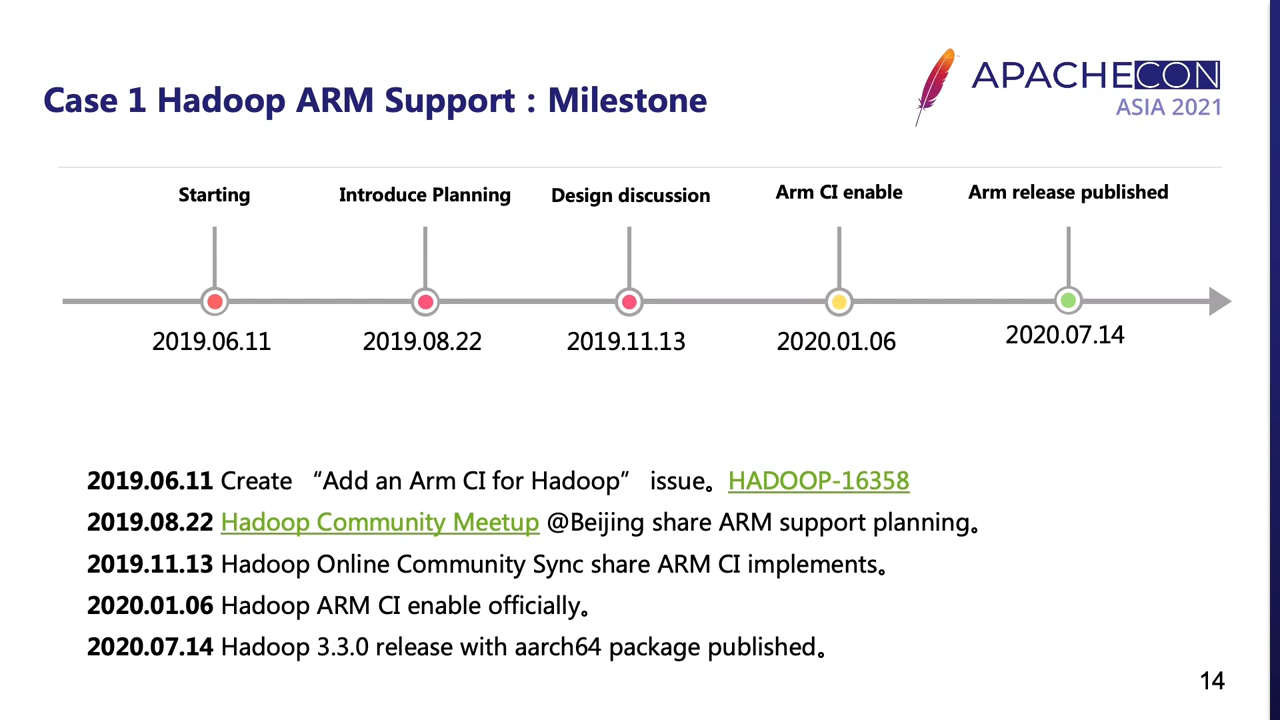 APACHECON
ASIA 2021
Case 1 Hadoop ARM Support：Milestone
Starting
Introduce Planning
Design discussion
Arm CI enable
Arm release published
2019.06.11
2019.08.22
2019.11.13
2020.01.06
2020.07.14
2019.06.11 Create “Add an Arm CI for Hadoop” issue。HADOOP-16358
2019.08.22 Hadoop Community Meetup @Beijing share ARM support planning。
2019.11.13 Hadoop Online Community Sync share ARM CI implements。
2020.01.06 Hadoop ARM CI enable officially。
2020.07.14 Hadoop 3.3.0 release with aarch64 package published。
14